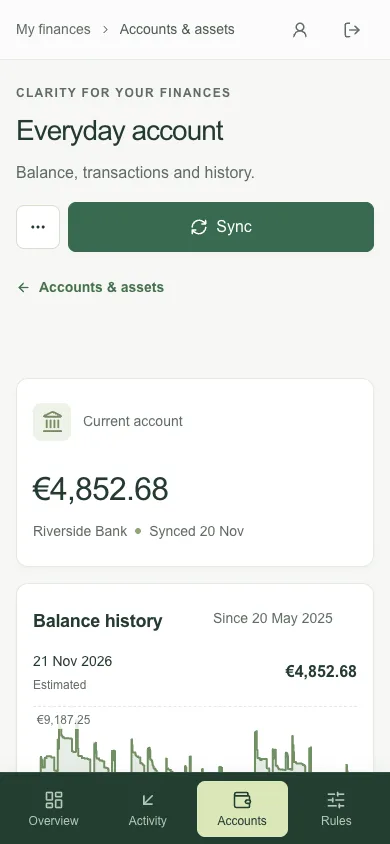 My finances > Accounts & assets
CLARITY FOR YOUR FINANCES
Everyday account
Balance, transactions and history.
Sync
Accounts & assets
Current account
€4,852.68
Riverside Bank • Synced 20 Nov
Balance history Since 20 May 2025
21 Nov 2026
Estimated
€4,852.68
€9,187.25
Overview Activity Accounts Rules